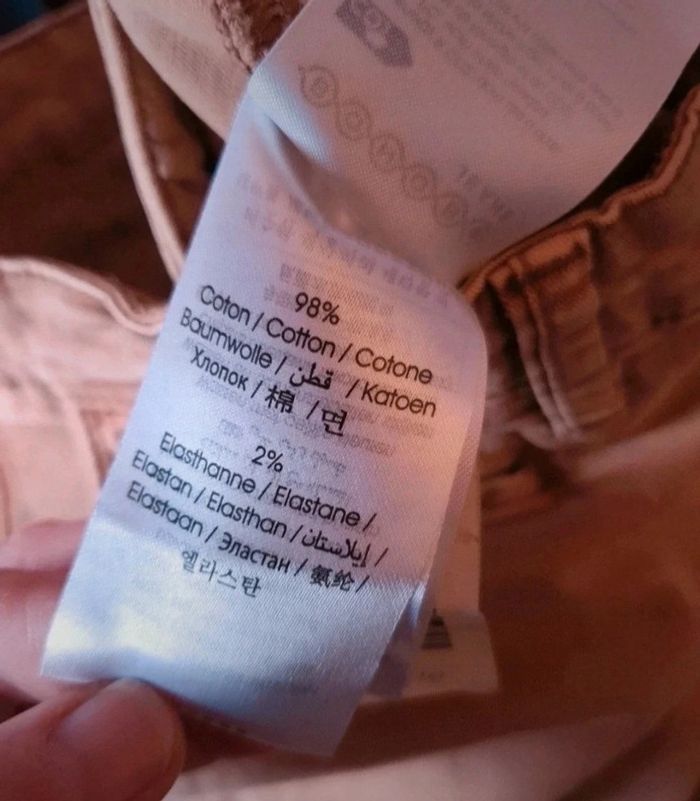 98%
Coton / Cotton / Cotone
Baumwolle / قطن / Katoen
Хлопок / 棉 / 면
2%
Elasthanne / Elastane /
Elastan / Elasthan / إيلاستان /
Elastaan / Эластан / 氨纶 /
엘라스탄